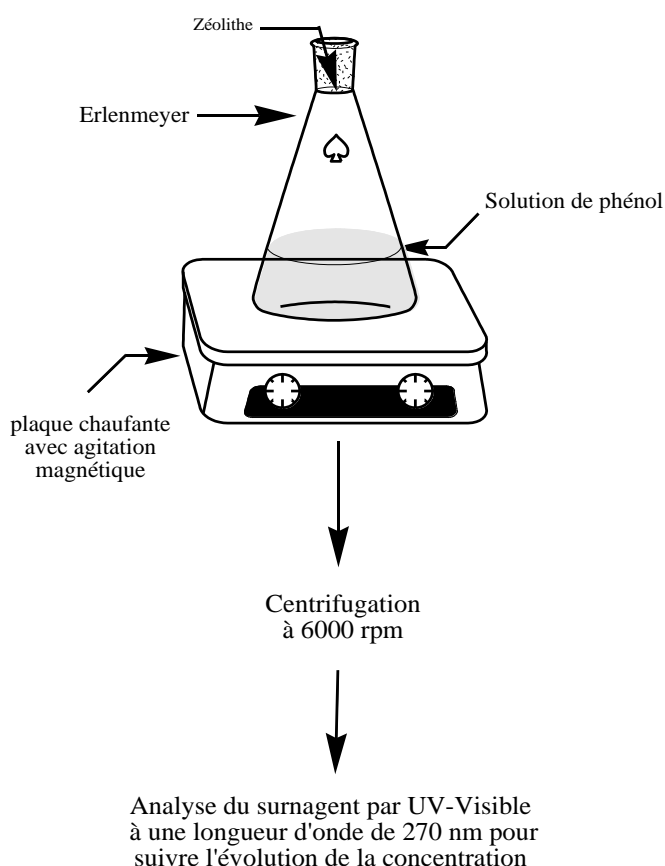 Zéolithe
Erlenmeyer
Solution de phénol
plaque chaufante
avec agitation
magnétique
Centrifugation
à 6000 rpm
Analyse du surnagent par UV-Visible
à une longueur d'onde de 270 nm pour
suivre l'évolution de la concentration